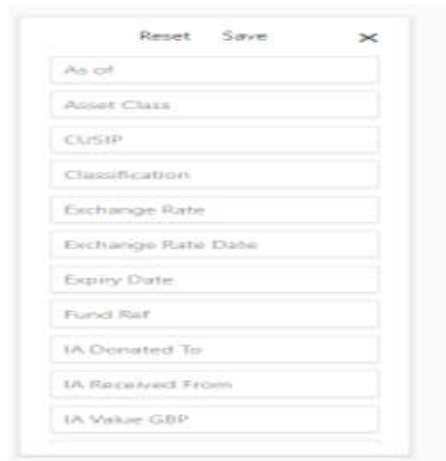 Reset Save ×
As of
Asset Class
CUSIP
Classification
Exchange Rate
Exchange Rate Date
Expiry Date
Fund Ref
IA Donated To
IA Received From
IA Value GBP